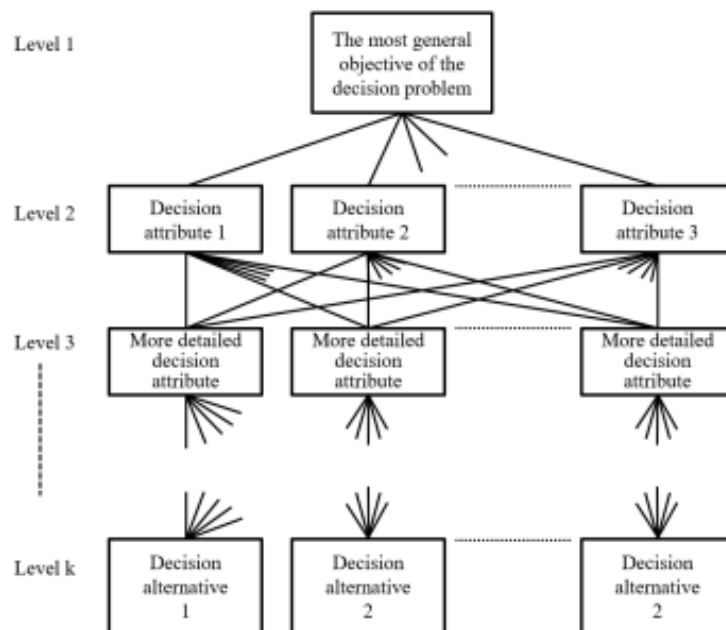 Level 1
The most general
objective of the
decision problem
Level 2
Decision
attribute 1
Decision
attribute 2
Decision
attribute 3
Level 3
More detailed
decision
attribute
More detailed
decision
attribute
More detailed
decision
attribute
Level k
Decision
alternative
1
Decision
alternative
2
Decision
alternative
2